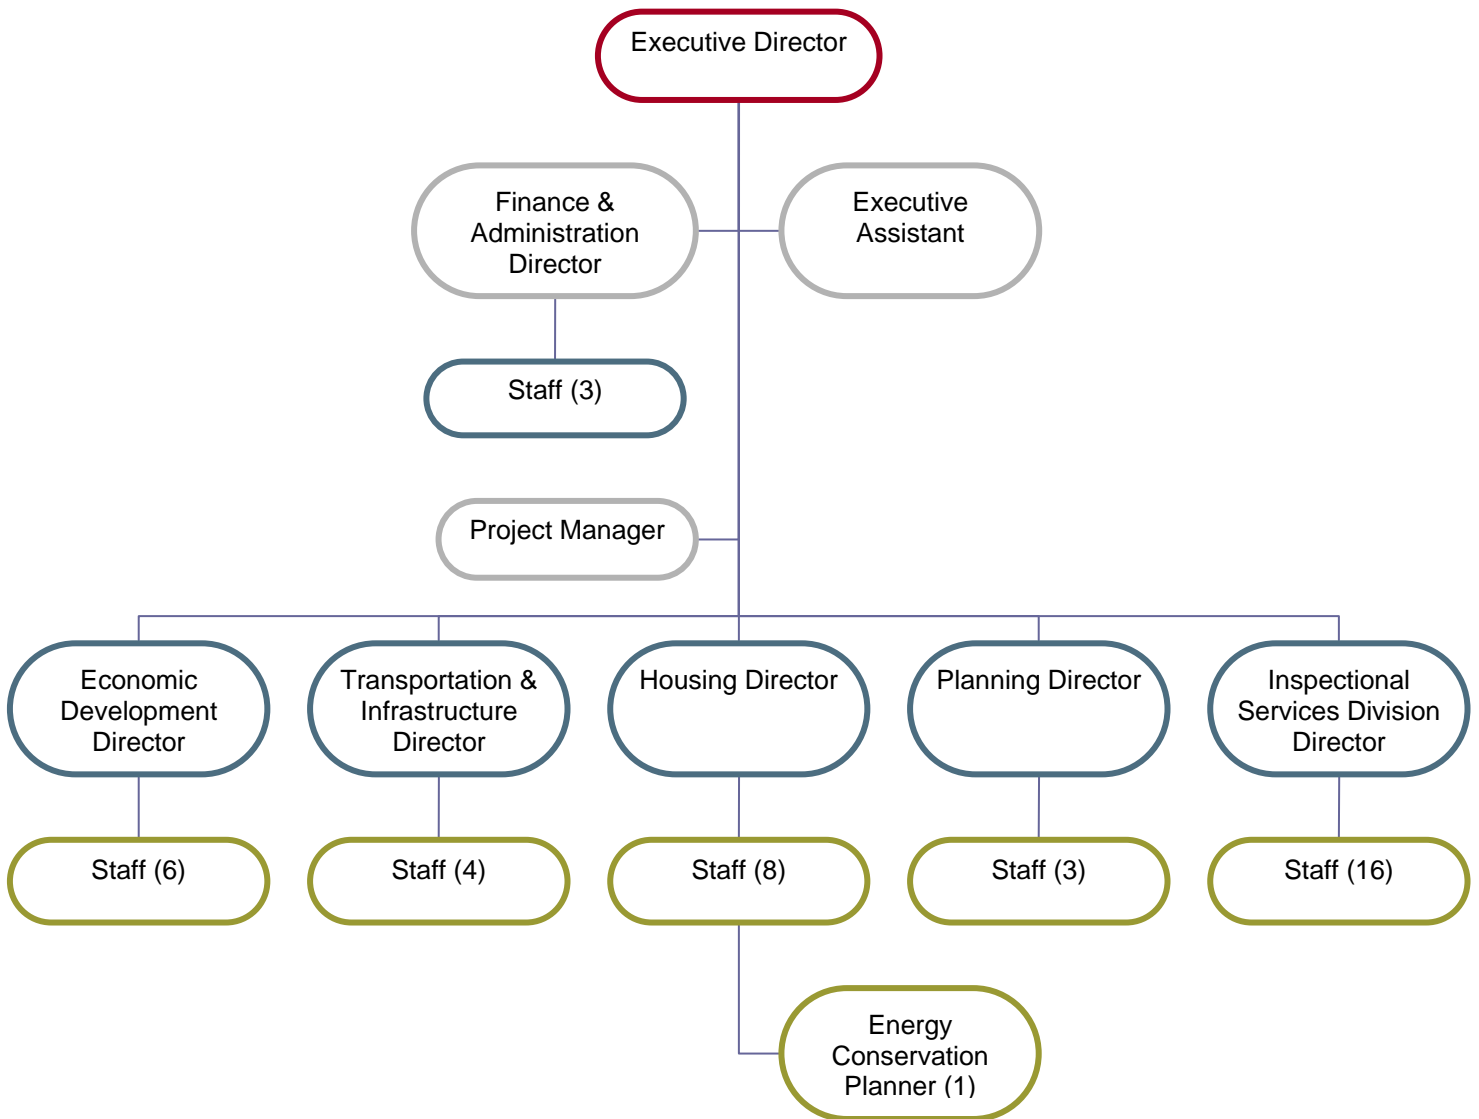 Executive Director
Finance &
Administration
Director
Executive
Assistant
Staff (3)
Project Manager
Economic
Development
Director
Transportation &
Infrastructure
Director
Housing Director
Planning Director
Inspectional
Services Division
Director
Staff (6)
Staff (4)
Staff (8)
Staff (3)
Staff (16)
Energy
Conservation
Planner (1)